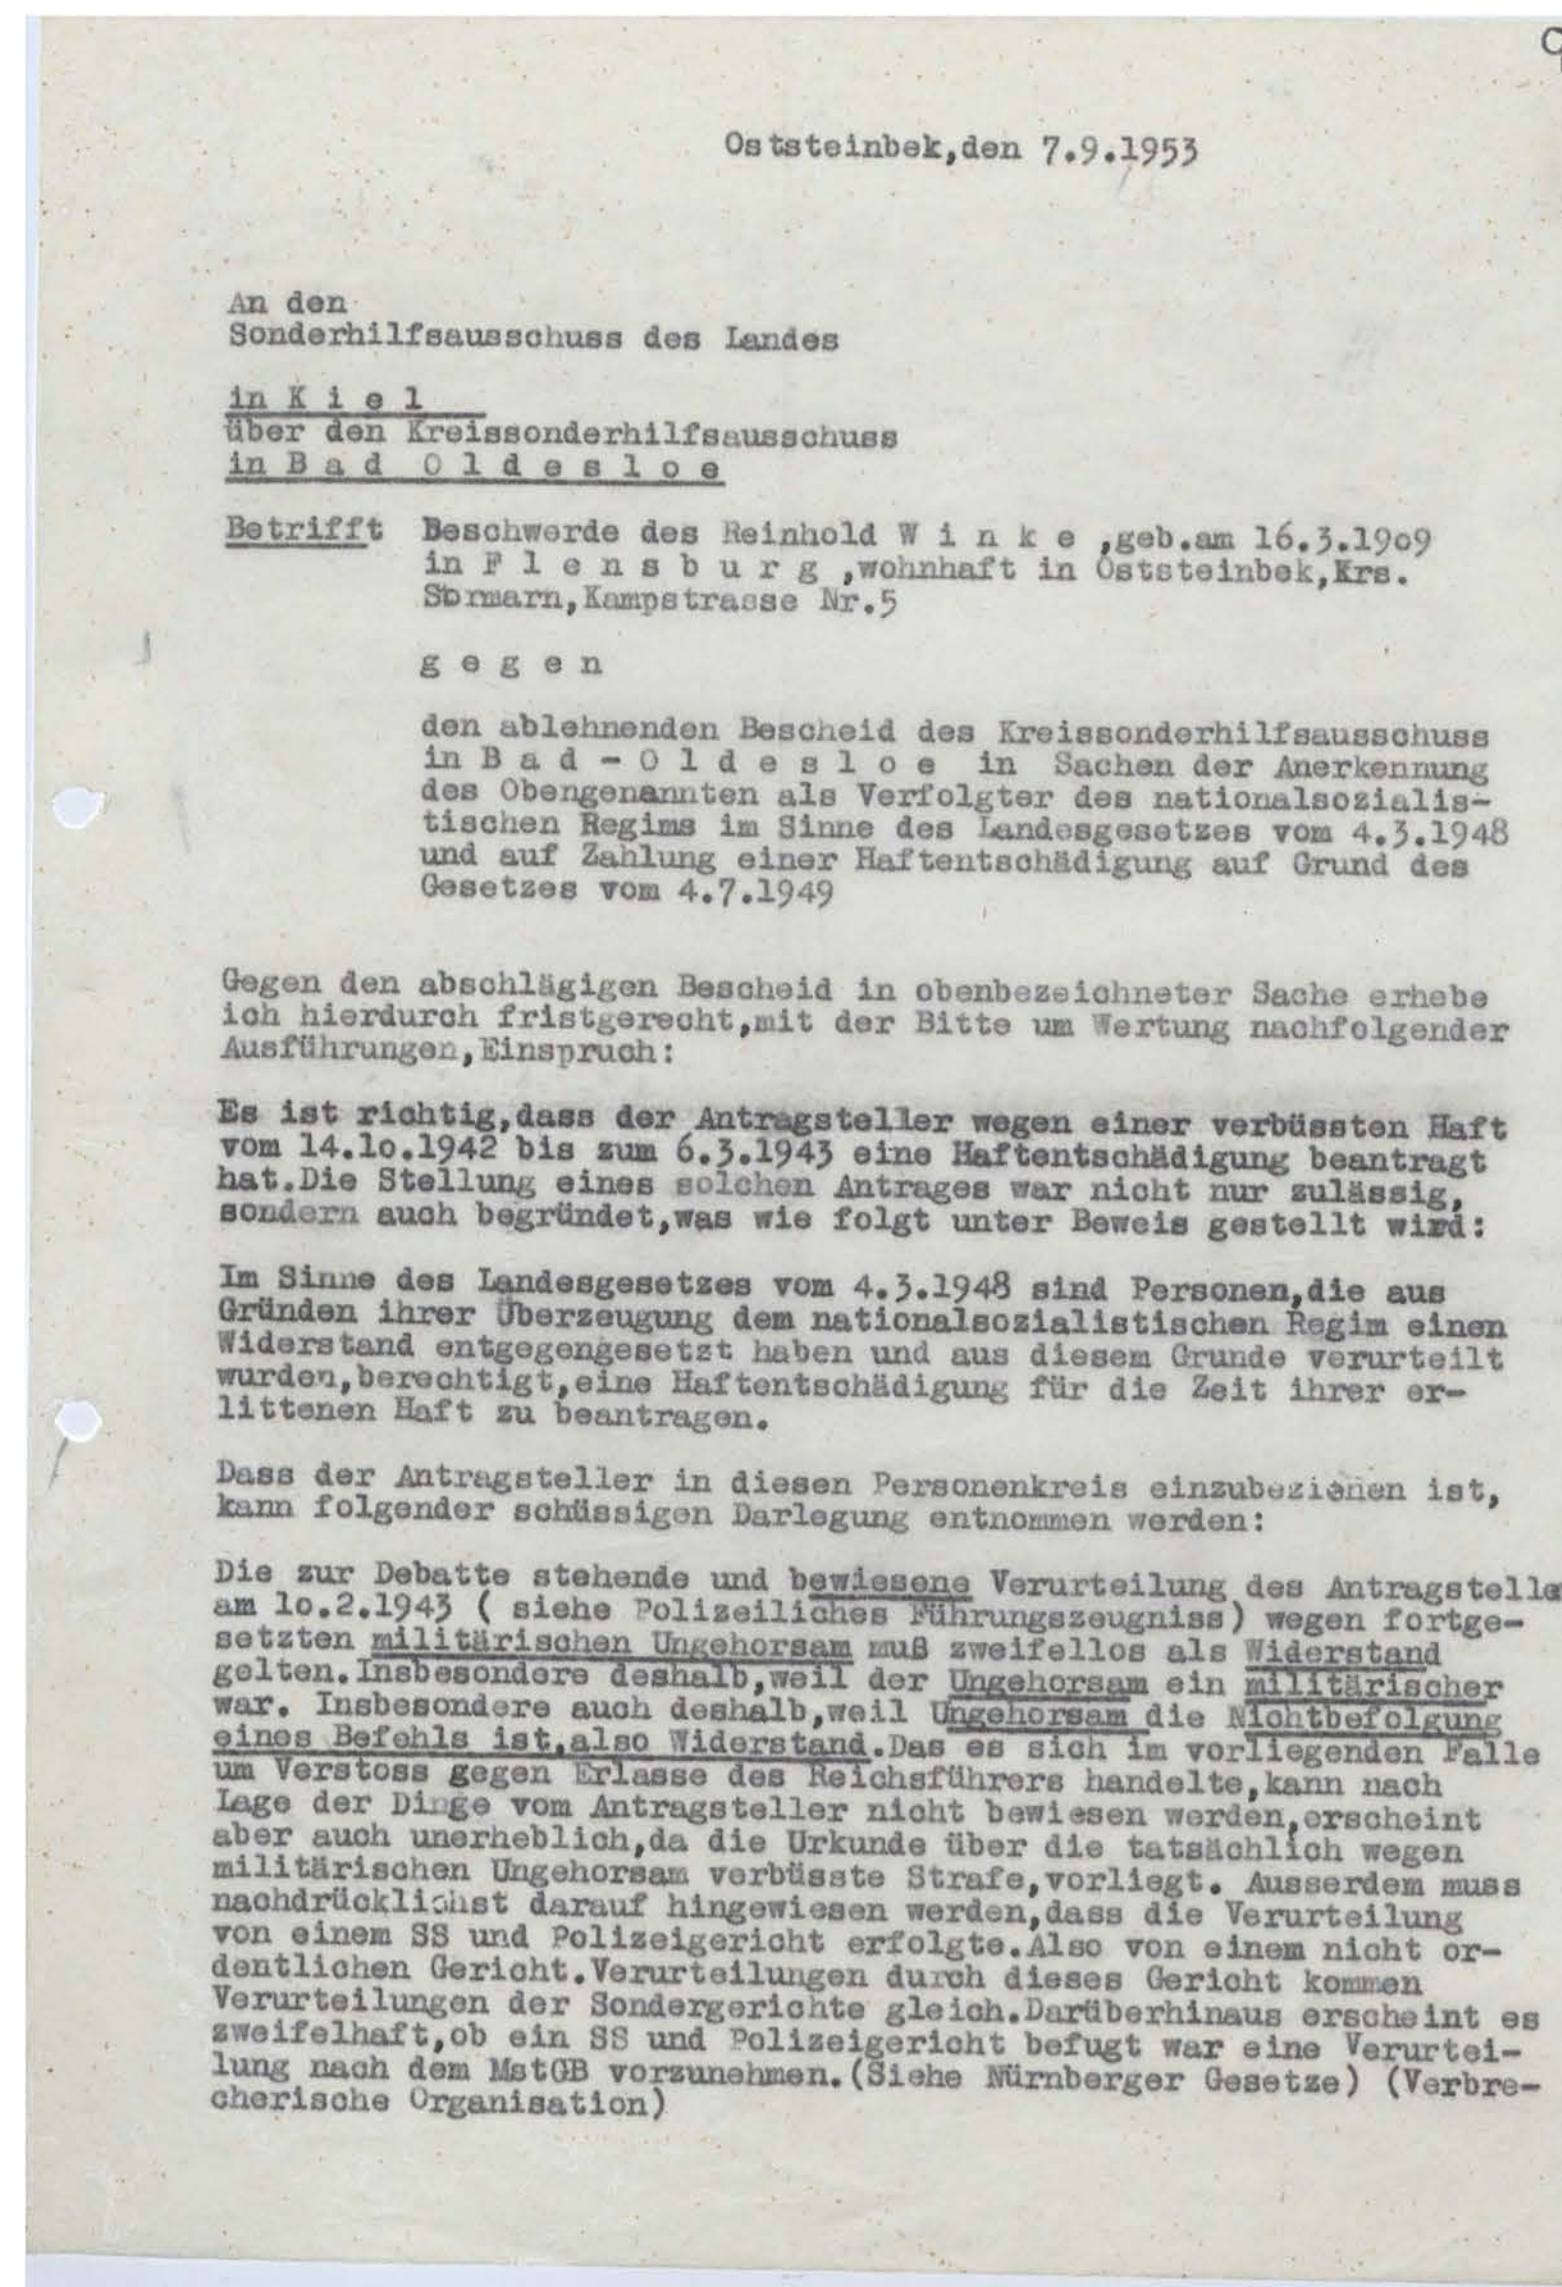 Oststeinbek,den 7.9.1953
An den
Sonderhilfsausschuss des Landes
in K i e l
über den Kreissonderhilfsausschuss
in B a d  O l d e s l o e
Betrifft Beschwerde des Reinhold W i n k e ,geb.am 16.3.19o9
in F l e n s b u r g ,wohnhaft in Oststeinbek,Krs.
Stormarn,Kampstrasse Nr.5
g e g e n
den ablehnenden Bescheid des Kreissonderhilfsausschuss
in B a d - O l d e s l o e in Sachen der Anerkennung
des Obengenannten als Verfolgter des nationalsozialis-
tischen Regims im Sinne des Landesgesetzes vom 4.3.1948
und auf Zahlung einer Haftentschädigung auf Grund des
Gesetzes vom 4.7.1949
Gegen den abschlägigen Bescheid in obenbezeichneter Sache erhebe
ich hierdurch fristgerecht,mit der Bitte um Wertung nachfolgender
Ausführungen,Einspruch:
Es ist richtig,dass der Antragsteller wegen einer verbüssten Haft
vom 14.1o.1942 bis zum 6.3.1943 eine Haftentschädigung beantragt
hat.Die Stellung eines solchen Antrages war nicht nur zulässig,
sondern auch begründet,was wie folgt unter Beweis gestellt wird:
Im Sinne des Landesgesetzes vom 4.3.1948 sind Personen,die aus
Gründen ihrer Überzeugung dem nationalsozialistischen Regim einen
Widerstand entgegengesetzt haben und aus diesem Grunde verurteilt
wurden,berechtigt,eine Haftentschädigung für die Zeit ihrer er-
littenen Haft zu beantragen.
Dass der Antragsteller in diesen Personenkreis einzubeziehen ist,
kann folgender schüssigen Darlegung entnommen werden:
Die zur Debatte stehende und bewiesene Verurteilung des Antragstelle
am 1o.2.1943 ( siehe Polizeiliches Führungszeugniss) wegen fortge-
setzten militärischen Ungehorsam muß zweifellos als Widerstand
gelten.Insbesondere deshalb,weil der Ungehorsam ein militärischer
war. Insbesondere auch deshalb,weil Ungehorsam die Nichtbefolgung
eines Befehls ist,also Widerstand.Das es sich im vorliegenden Falle
um Verstoss gegen Erlasse des Reichsführers handelte,kann nach
Lage der Dinge vom Antragsteller nicht bewiesen werden,erscheint
aber auch unerheblich,da die Urkunde über die tatsächlich wegen
militärischen Ungehorsam verbüsste Strafe,vorliegt. Ausserdem muss
nachdrücklichst darauf hingewiesen werden,dass die Verurteilung
von einem SS und Polizeigericht erfolgte.Also von einem nicht or-
dentlichen Gericht.Verurteilungen durch dieses Gericht kommen
Verurteilungen der Sondergerichte gleich.Darüberhinaus erscheint es
zweifelhaft,ob ein SS und Polizeigericht befugt war eine Verurtei-
lung nach dem MstGB vorzunehmen.(Siehe Nürnberger Gesetze) (Verbre-
cherische Organisation)